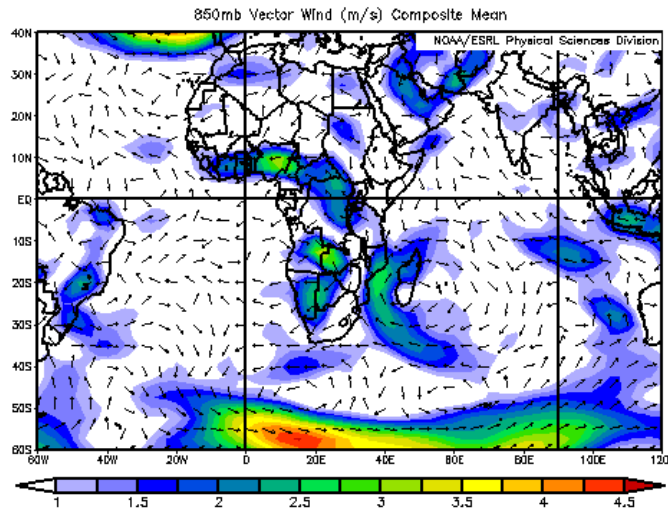 850mb Vector Wind (m/s) Composite Mean
NOAA/ESRL Physical Sciences Division
40N
30N
20N
10N
EQ
10S
20S
30S
40S
50S
60S
60W 40W 20W 0 20E 40E 60E 80E 100E 120E
1 1.5 2 2.5 3 3.5 4 4.5